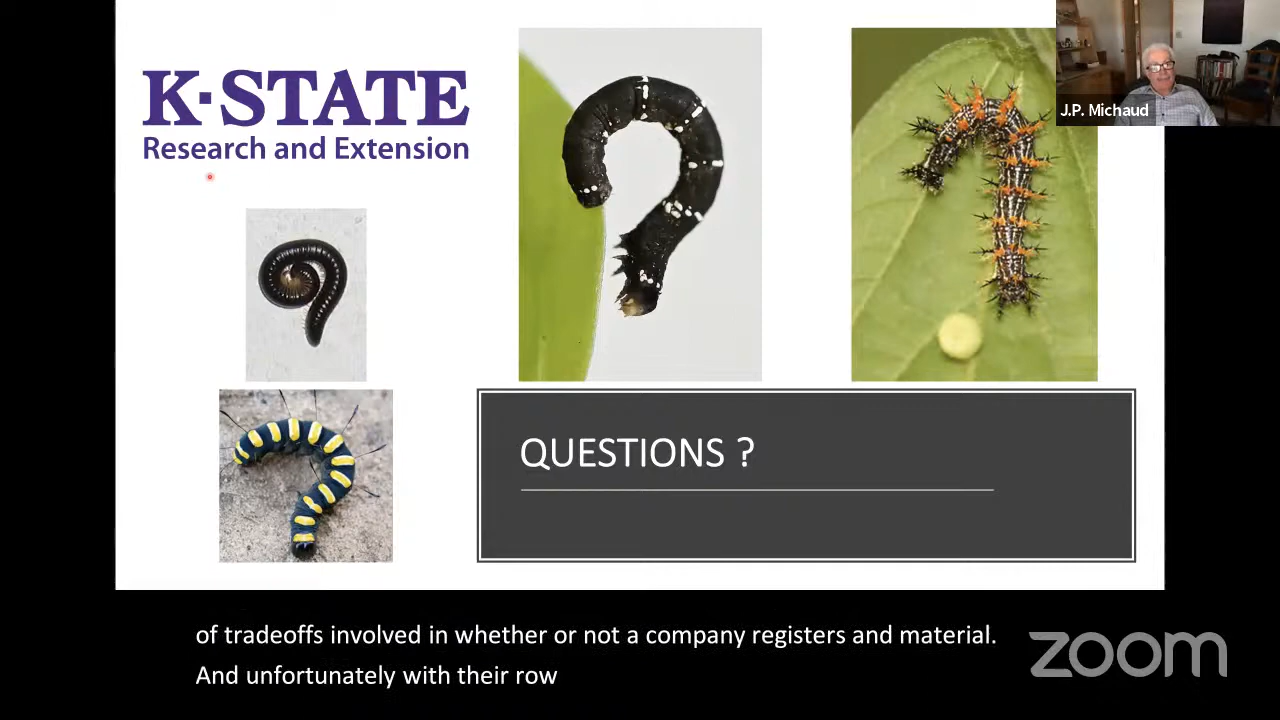 K·STATE
Research and Extension
J.P. Michaud
QUESTIONS ?
of tradeoffs involved in whether or not a company registers and material.
And unfortunately with their row
zoom